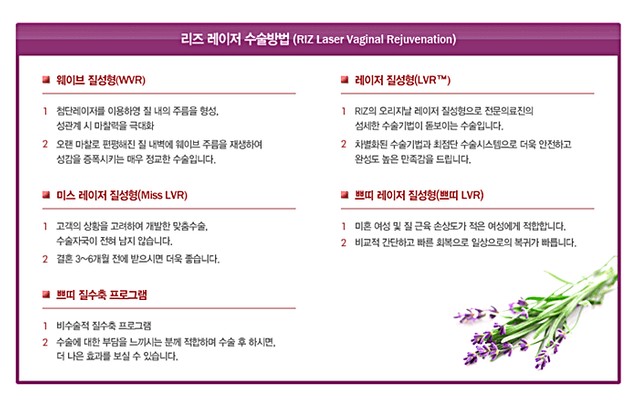 리즈 레이저 수술방법 (RIZ Laser Vaginal Rejuvenation)
웨이브 질성형(WVR)
1 첨단레이저를 이용하영 질 내의 주름을 형성,
성관계 시 마찰력을 극대화
2 오랜 마찰로 편평해진 질 내벽에 웨이브 주름을 재생하여
성감을 증폭시키는 매우 정교한 수술입니다.
레이저 질성형(LVR™)
1 RIZ의 오리지날 레이저 질성형으로 전문의료진의
섬세한 수술기법이 돋보이는 수술입니다.
2 차별화된 수술기법과 최첨단 수술시스템으로 더욱 안전하고
완성도 높은 만족감을 드립니다.
미스 레이저 질성형(Miss LVR)
1 고객의 상황을 고려하여 개발한 맞춤수술,
수술자국이 전혀 남지 않습니다.
2 결혼 3~6개월 전에 받으시면 더욱 좋습니다.
쁘띠 레이저 질성형(쁘띠 LVR)
1 미혼 여성 및 질 근육 손상도가 적은 여성에게 적합합니다.
2 비교적 간단하고 빠른 회복으로 일상으로의 복귀가 빠릅니다.
쁘띠 질수축 프로그램
1 비수술적 질수축 프로그램
2 수술에 대한 부담을 느끼시는 분께 적합하며 수술 후 하시면,
더 나은 효과를 보실 수 있습니다.